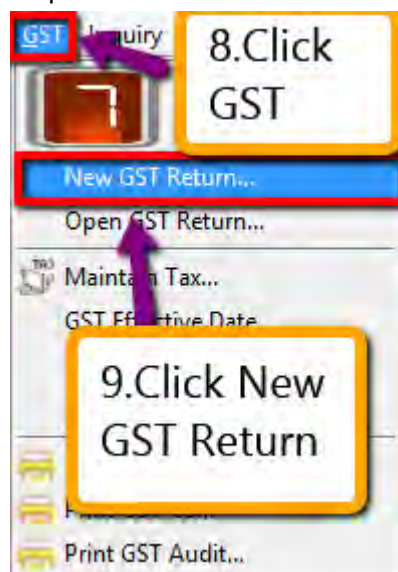 GST
8.Click
GST
New GST Return...
Open GST Return...
Maintain Tax...
GST Effective Date
9.Click New
GST Return
Print GST Audit...